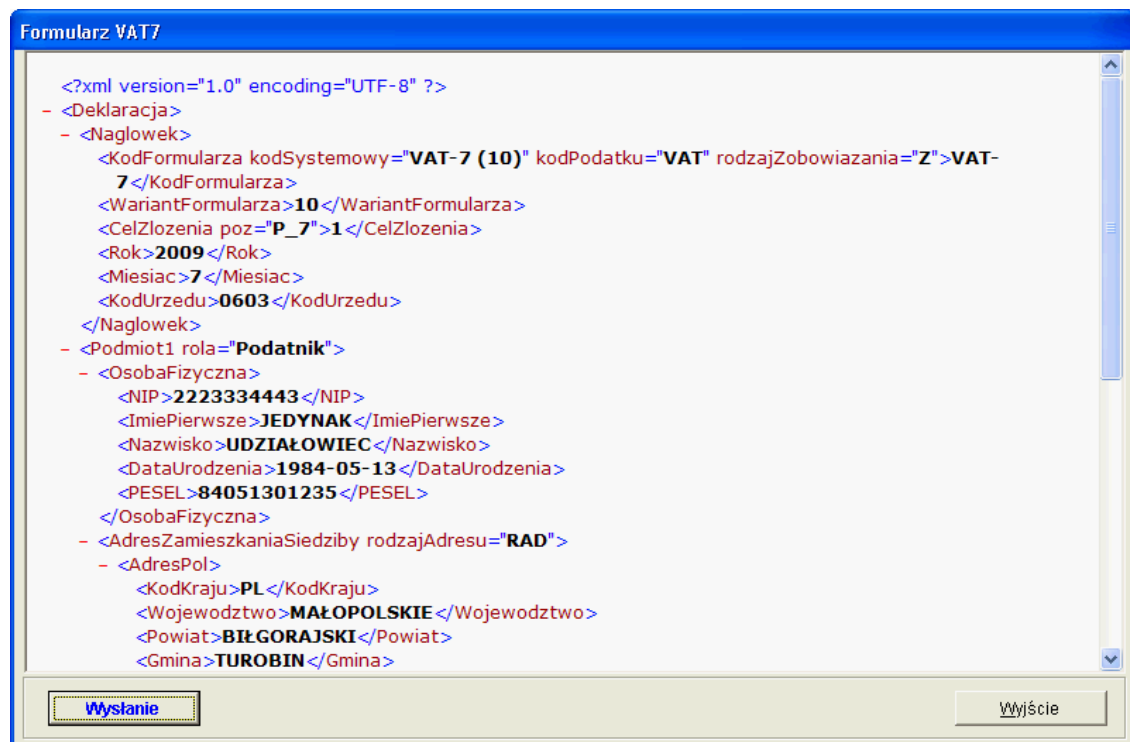 Formularz VAT7
<?xml version="1.0" encoding="UTF-8" ?>
- <Deklaracja>
- <Naglowek>
<KodFormularza kodSystemowy="VAT-7 (10)" kodPodatku="VAT" rodzajZobowiazania="Z">VAT-
7</KodFormularza>
<WariantFormularza>10</WariantFormularza>
<CelZlozenia poz="P_7">1</CelZlozenia>
<Rok>2009</Rok>
<Miesiac>7</Miesiac>
<KodUrzedu>0603</KodUrzedu>
</Naglowek>
- <Podmiot1 rola="Podatnik">
- <OsobaFizyczna>
<NIP>2223334443</NIP>
<ImiePierwsze>JEDYNAK</ImiePierwsze>
<Nazwisko>UDZIAŁOWIEC</Nazwisko>
<DataUrodzenia>1984-05-13</DataUrodzenia>
<PESEL>84051301235</PESEL>
</OsobaFizyczna>
- <AdresZamieszkaniaSiedziby rodzajAdresu="RAD">
- <AdresPol>
<KodKraju>PL</KodKraju>
<Wojewodztwo>MAŁOPOLSKIE</Wojewodztwo>
<Powiat>BIŁGORAJSKI</Powiat>
<Gmina>TUROBIN</Gmina>
Wysłanie
Wyjście